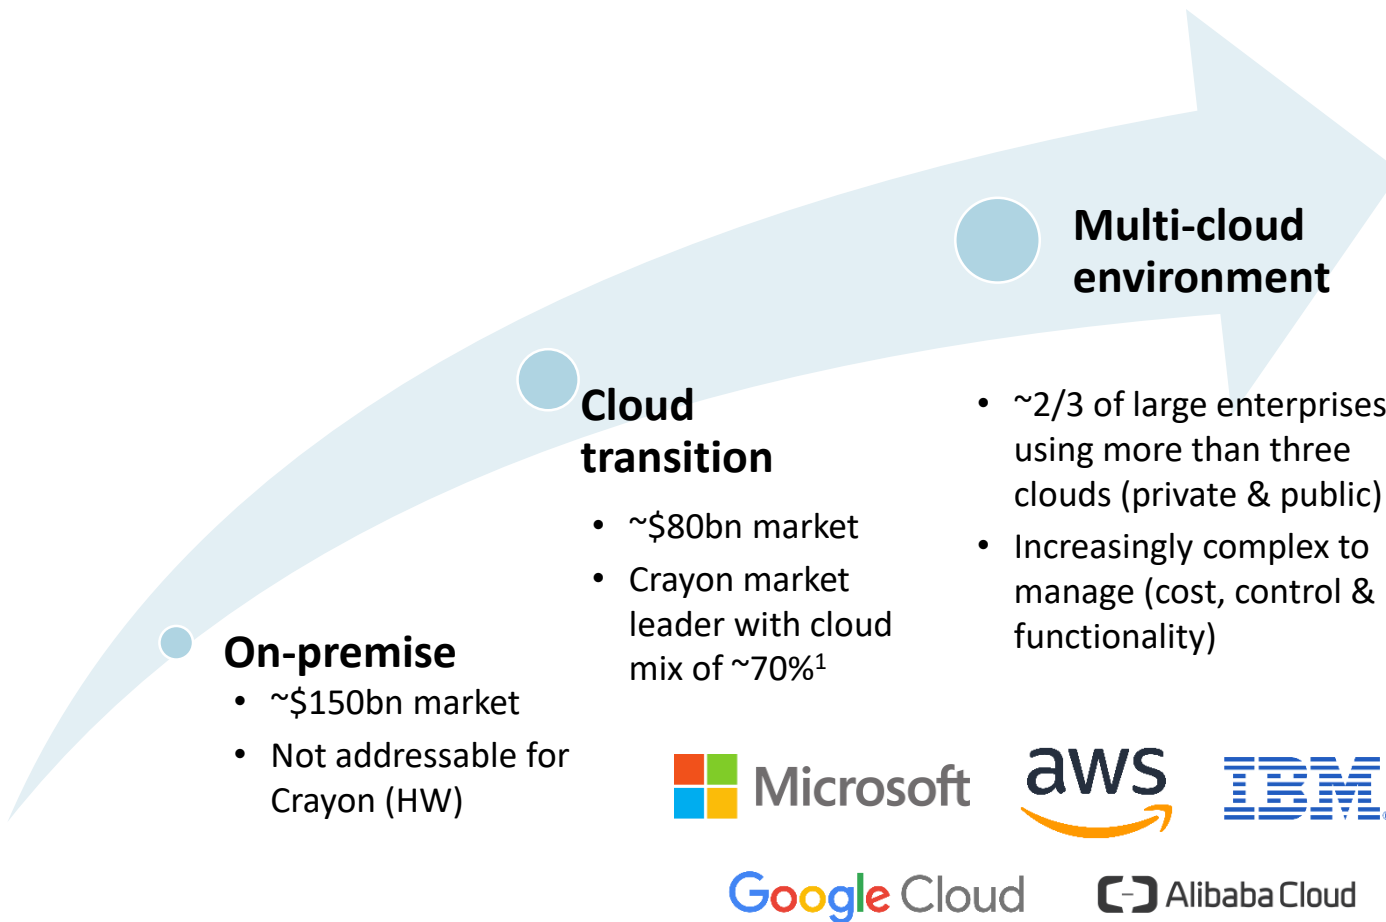 Multi-cloud
environment
• ~2/3 of large enterprises
using more than three
clouds (private & public)
• Increasingly complex to
manage (cost, control &
functionality)
Cloud
transition
• ~$80bn market
• Crayon market
leader with cloud
mix of ~70%¹
On-premise
• ~$150bn market
• Not addressable for
Crayon (HW)
Microsoft
aws
IBM
Google Cloud
Alibaba Cloud